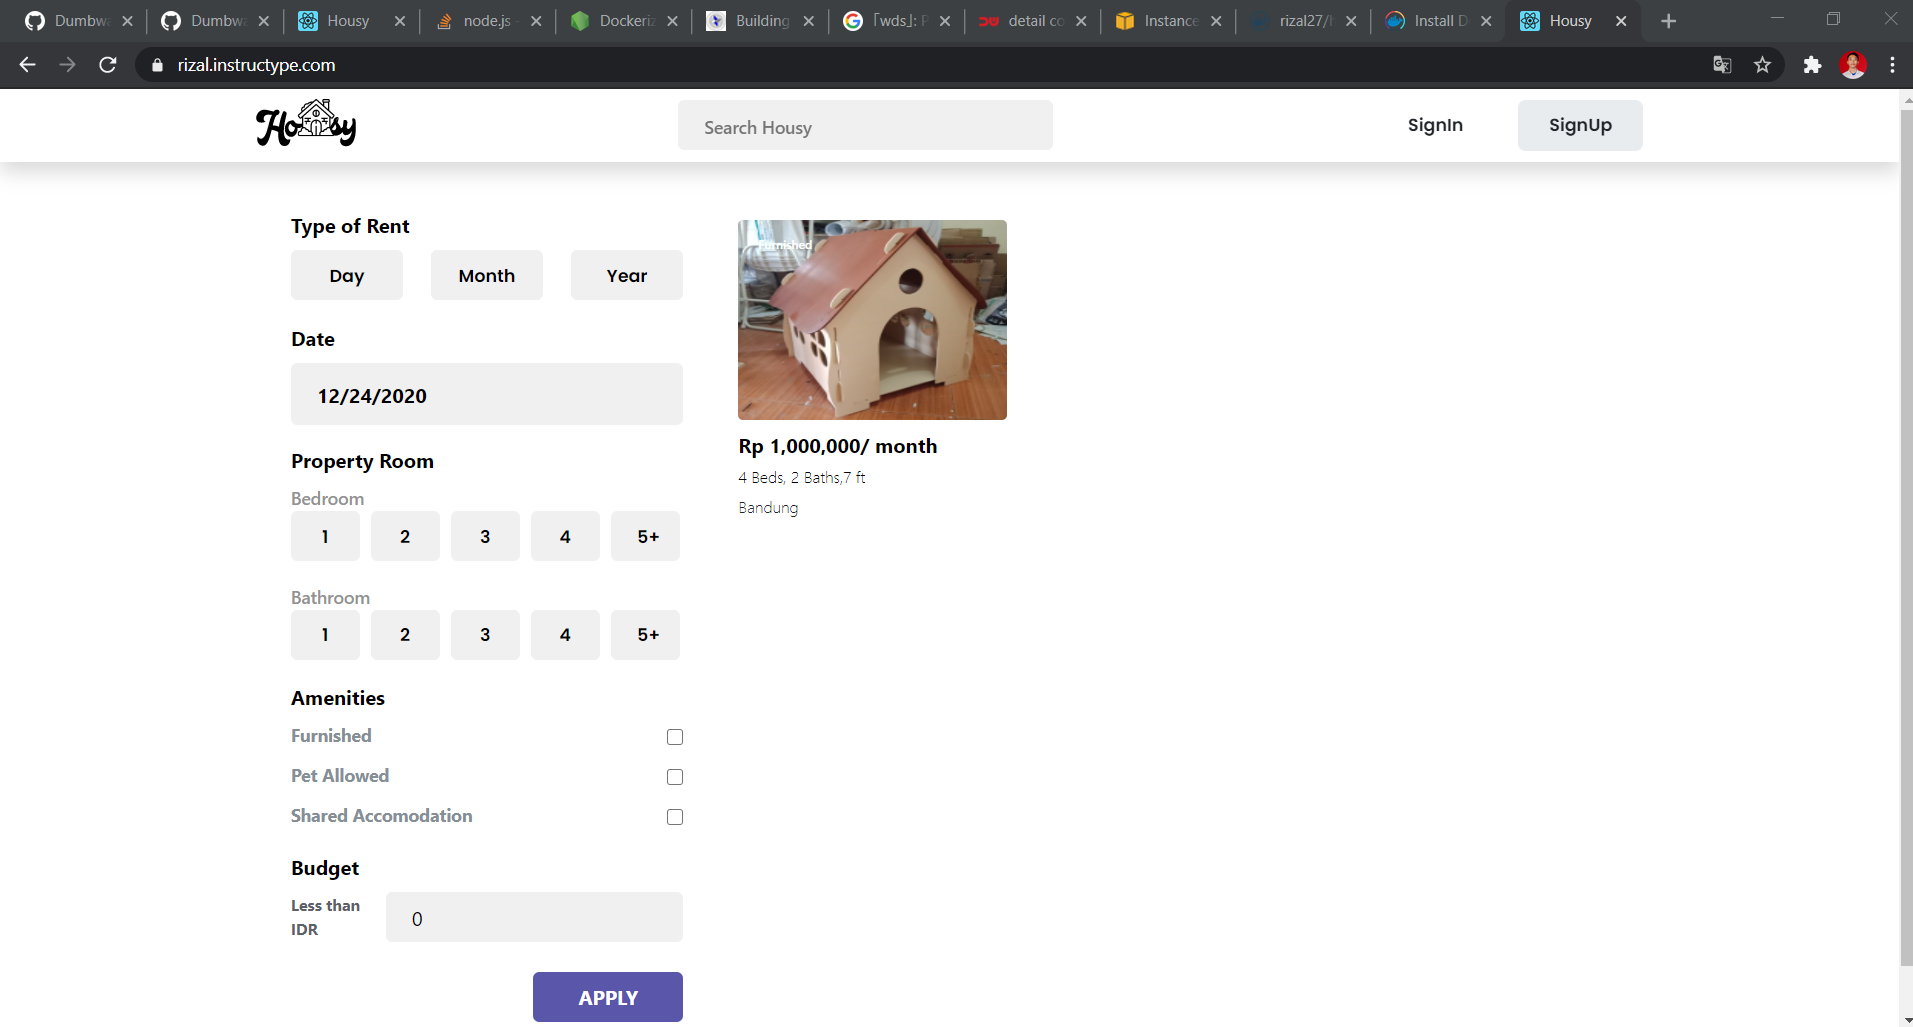 Dumbwa
Dumbwa
Housy
node.js -
Dockeriz
Building
「wds」: P
detail co
Instance
rizal27/h
Install D
Housy
rizal.instructype.com
Housy
Search Housy
SignIn
SignUp
Type of Rent
Day
Month
Year
Date
12/24/2020
Property Room
Bedroom
1
2
3
4
5+
Bathroom
1
2
3
4
5+
Amenities
Furnished
Pet Allowed
Shared Accomodation
Budget
Less than
IDR
0
APPLY
Furnished
Rp 1,000,000/ month
4 Beds, 2 Baths,7 ft
Bandung